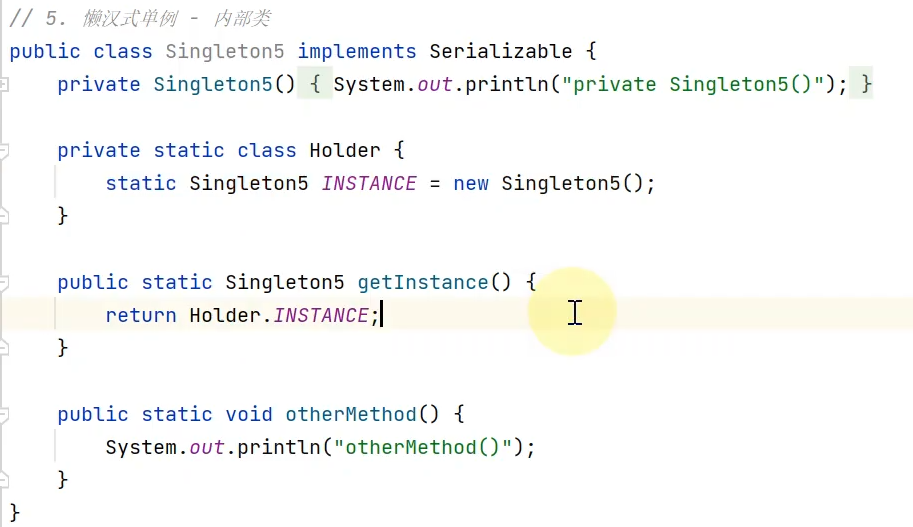 // 5. 懒汉式单例 - 内部类
public class Singleton5 implements Serializable {
    private Singleton5() { System.out.println("private Singleton5()"); }

    private static class Holder {
        static Singleton5 INSTANCE = new Singleton5();
    }

    public static Singleton5 getInstance() {
        return Holder.INSTANCE;
    }

    public static void otherMethod() {
        System.out.println("otherMethod()");
    }
}